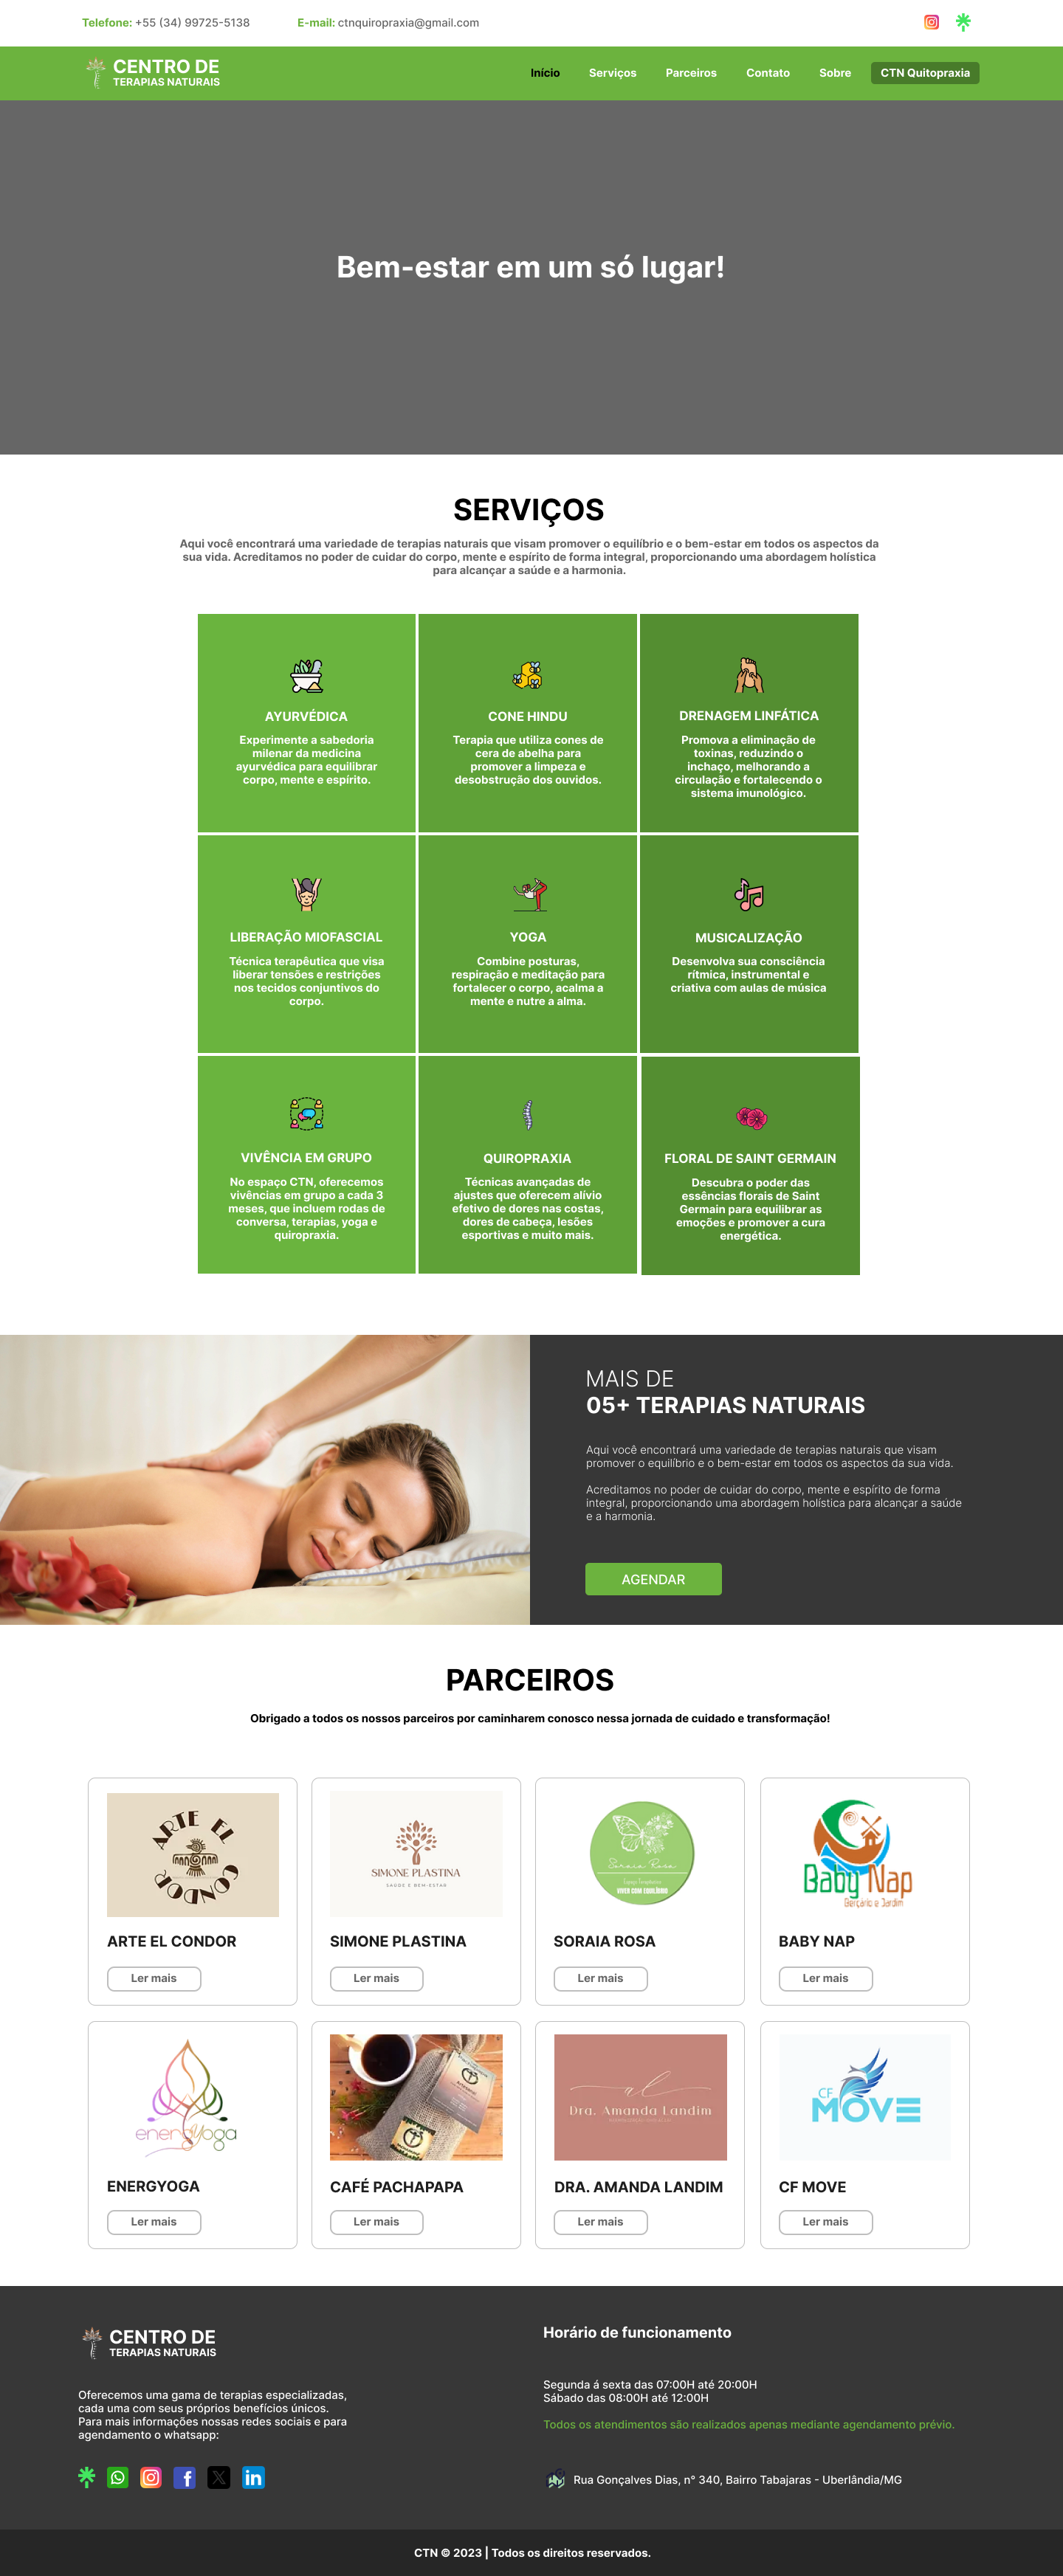 Telefone: +55 (34) 99725-5138 E-mail: ctnquiropraxia@gmail.com
CENTRO DE
TERAPIAS NATURAIS
Início Serviços Parceiros Contato Sobre CTN Quitopraxia
Bem-estar em um só lugar!
SERVIÇOS
Aqui você encontrará uma variedade de terapias naturais que visam promover o equilíbrio e o bem-estar em todos os aspectos da
sua vida. Acreditamos no poder de cuidar do corpo, mente e espírito de forma integral, proporcionando uma abordagem holística
para alcançar a saúde e a harmonia.
AYURVÉDICA
Experimente a sabedoria
milenar da medicina
ayurvédica para equilibrar
corpo, mente e espírito.
CONE HINDU
Terapia que utiliza cones de
cera de abelha para
promover a limpeza e
desobstrução dos ouvidos.
DRENAGEM LINFÁTICA
Promova a eliminação de
toxinas, reduzindo o
inchaço, melhorando a
circulação e fortalecendo o
sistema imunológico.
LIBERAÇÃO MIOFASCIAL
Técnica terapêutica que visa
liberar tensões e restrições
nos tecidos conjuntivos do
corpo.
YOGA
Combine posturas,
respiração e meditação para
fortalecer o corpo, acalma a
mente e nutre a alma.
MUSICALIZAÇÃO
Desenvolva sua consciência
rítmica, instrumental e
criativa com aulas de música
VIVÊNCIA EM GRUPO
No espaço CTN, oferecemos
vivências em grupo a cada 3
meses, que incluem rodas de
conversa, terapias, yoga e
quiropraxia.
QUIROPRAXIA
Técnicas avançadas de
ajustes que oferecem alívio
efetivo de dores nas costas,
dores de cabeça, lesões
esportivas e muito mais.
FLORAL DE SAINT GERMAIN
Descubra o poder das
essências florais de Saint
Germain para equilibrar as
emoções e promover a cura
energética.
MAIS DE
05+ TERAPIAS NATURAIS
Aqui você encontrará uma variedade de terapias naturais que visam
promover o equilíbrio e o bem-estar em todos os aspectos da sua vida.
Acreditamos no poder de cuidar do corpo, mente e espírito de forma
integral, proporcionando uma abordagem holística para alcançar a saúde
e a harmonia.
AGENDAR
PARCEIROS
Obrigado a todos os nossos parceiros por caminharem conosco nessa jornada de cuidado e transformação!
ARTE EL CONDOR
ARTE EL CONDOR
Ler mais
SIMONE PLASTINA
SAÚDE E BEM-ESTAR
SIMONE PLASTINA
Ler mais
Soraia Rosa
Espaço Terapêutico
VIVER COM EQUILÍBRIO
SORAIA ROSA
Ler mais
Baby Nap
Berçário e Jardim
BABY NAP
Ler mais
energyoga
ENERGYOGA
Ler mais
CAFÉ PACHAPAPA
Ler mais
al
Dra. Amanda Landim
DRA. AMANDA LANDIM
Ler mais
CF
MOVE
CF MOVE
Ler mais
CENTRO DE
TERAPIAS NATURAIS
Oferecemos uma gama de terapias especializadas,
cada uma com seus próprios benefícios únicos.
Para mais informações nossas redes sociais e para
agendamento o whatsapp:
Horário de funcionamento
Segunda á sexta das 07:00H até 20:00H
Sábado das 08:00H até 12:00H
Todos os atendimentos são realizados apenas mediante agendamento prévio.
Rua Gonçalves Dias, n° 340, Bairro Tabajaras - Uberlândia/MG
CTN © 2023 | Todos os direitos reservados.